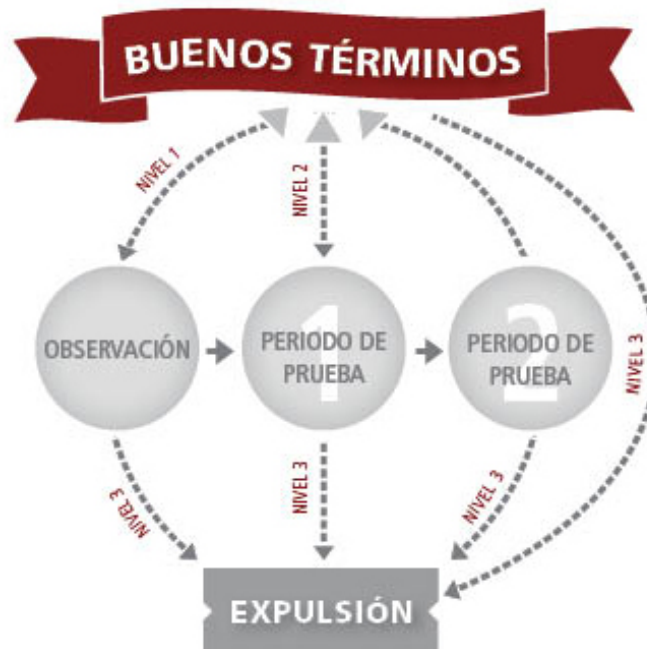 BUENOS TÉRMINOS
NIVEL 1
NIVEL 2
OBSERVACIÓN
1
PERIODO DE
PRUEBA
2
PERIODO DE
PRUEBA
NIVEL 3
NIVEL 3
NIVEL 3
NIVEL 3
EXPULSIÓN